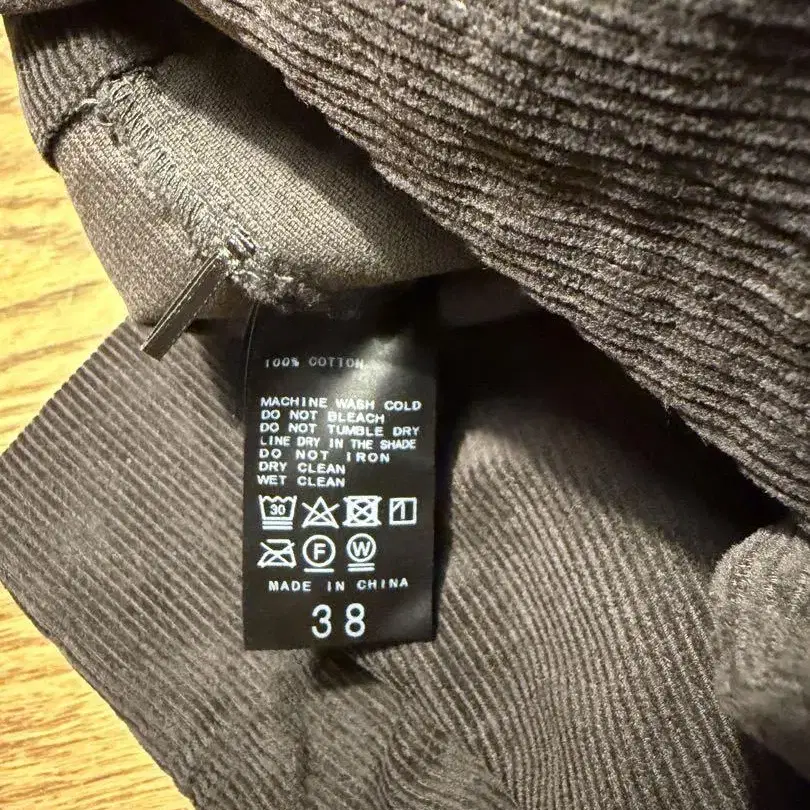 100% COTTON
MACHINE WASH COLD
DO NOT BLEACH
DO NOT TUMBLE DRY
LINE DRY IN THE SHADE
DO NOT IRON
DRY CLEAN
WET CLEAN
30
F W
MADE IN CHINA
38